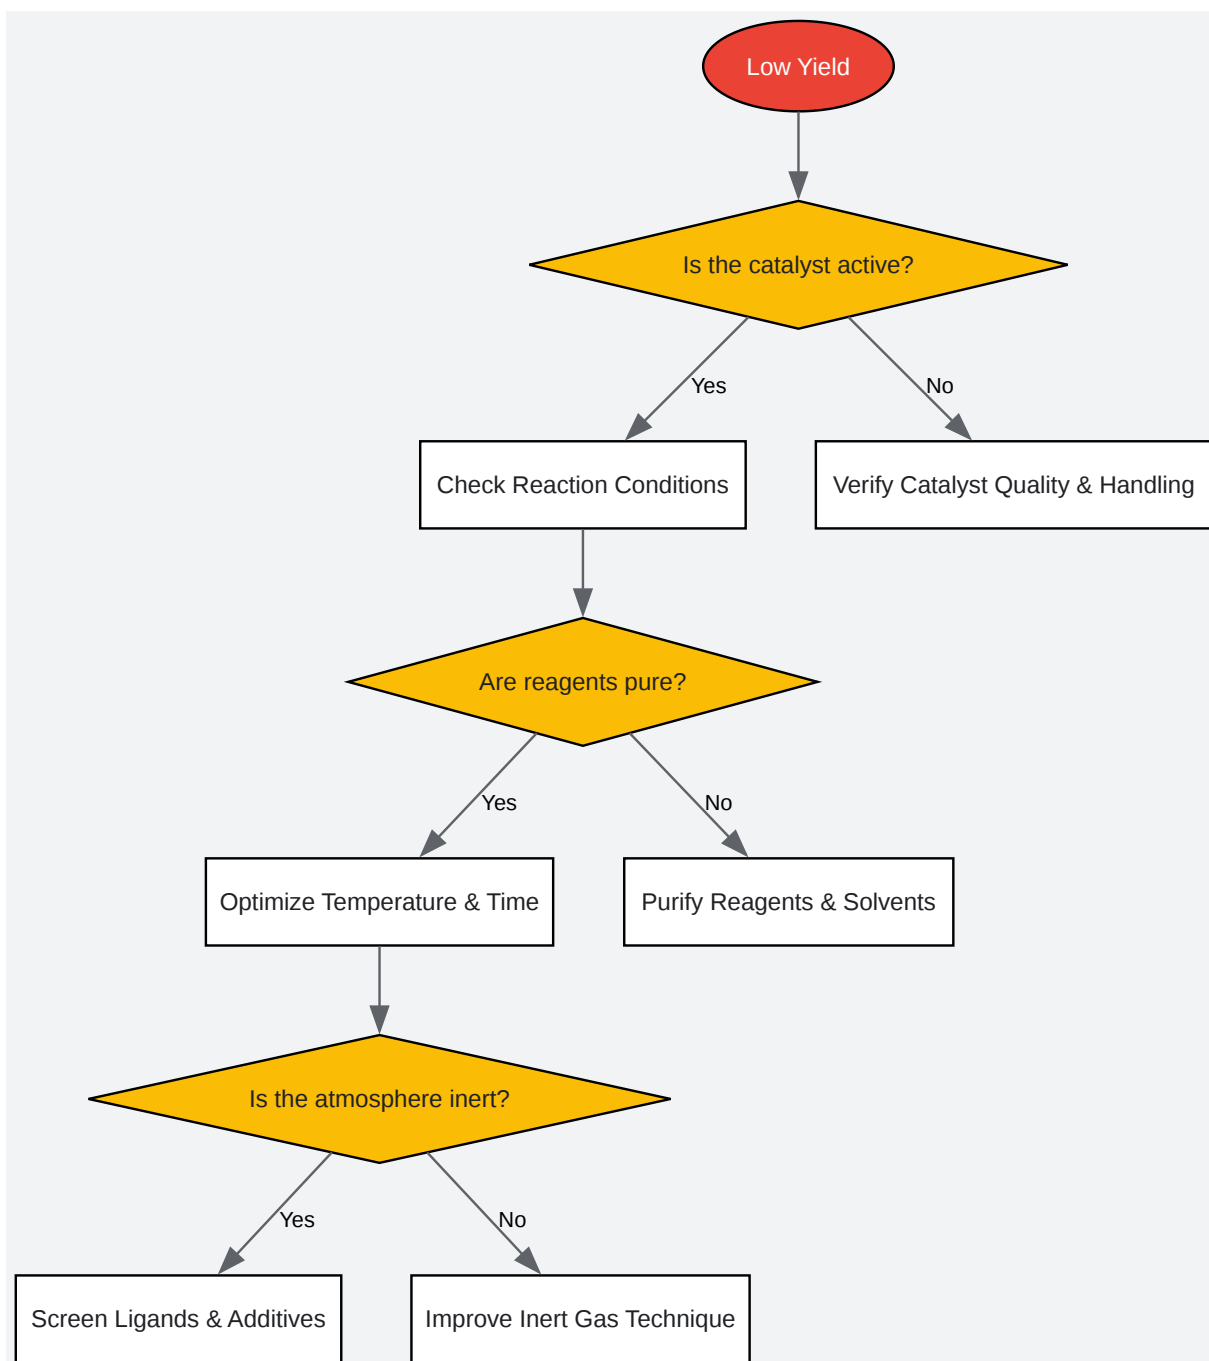 Low Yield
Is the catalyst active?
Yes
No
Check Reaction Conditions
Verify Catalyst Quality & Handling
Are reagents pure?
Yes
No
Optimize Temperature & Time
Purify Reagents & Solvents
Is the atmosphere inert?
Yes
No
Screen Ligands & Additives
Improve Inert Gas Technique